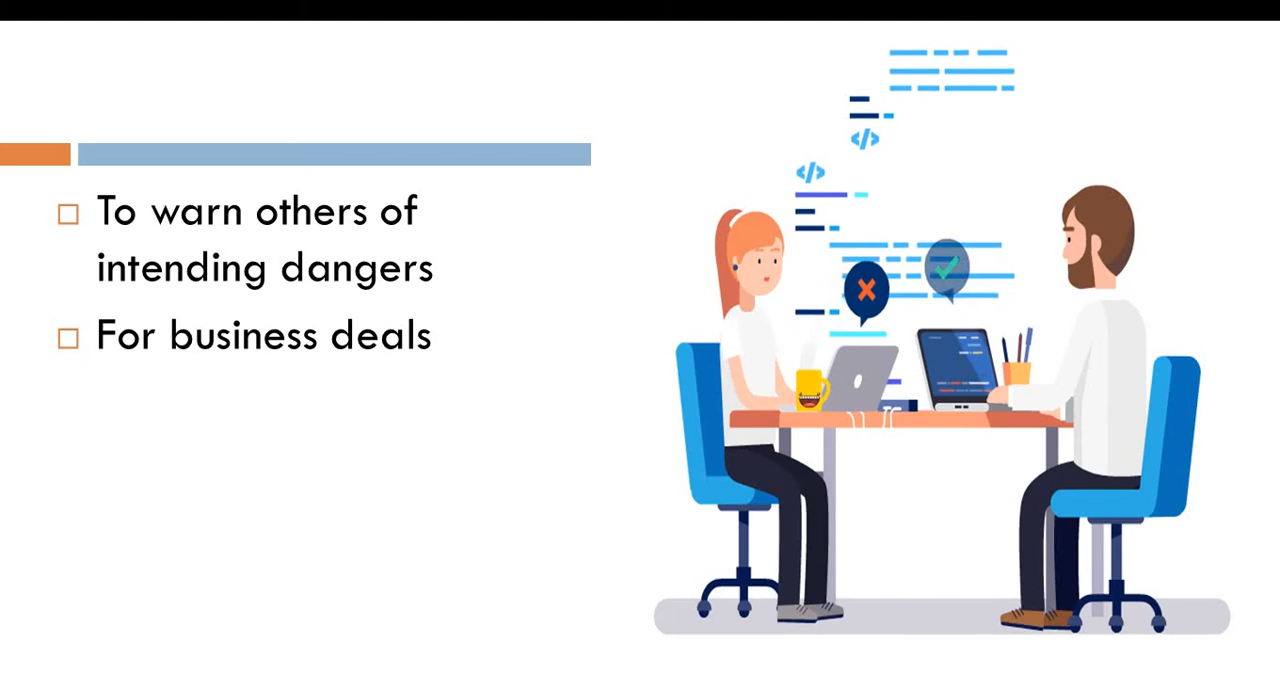 To warn others of
intending dangers
For business deals